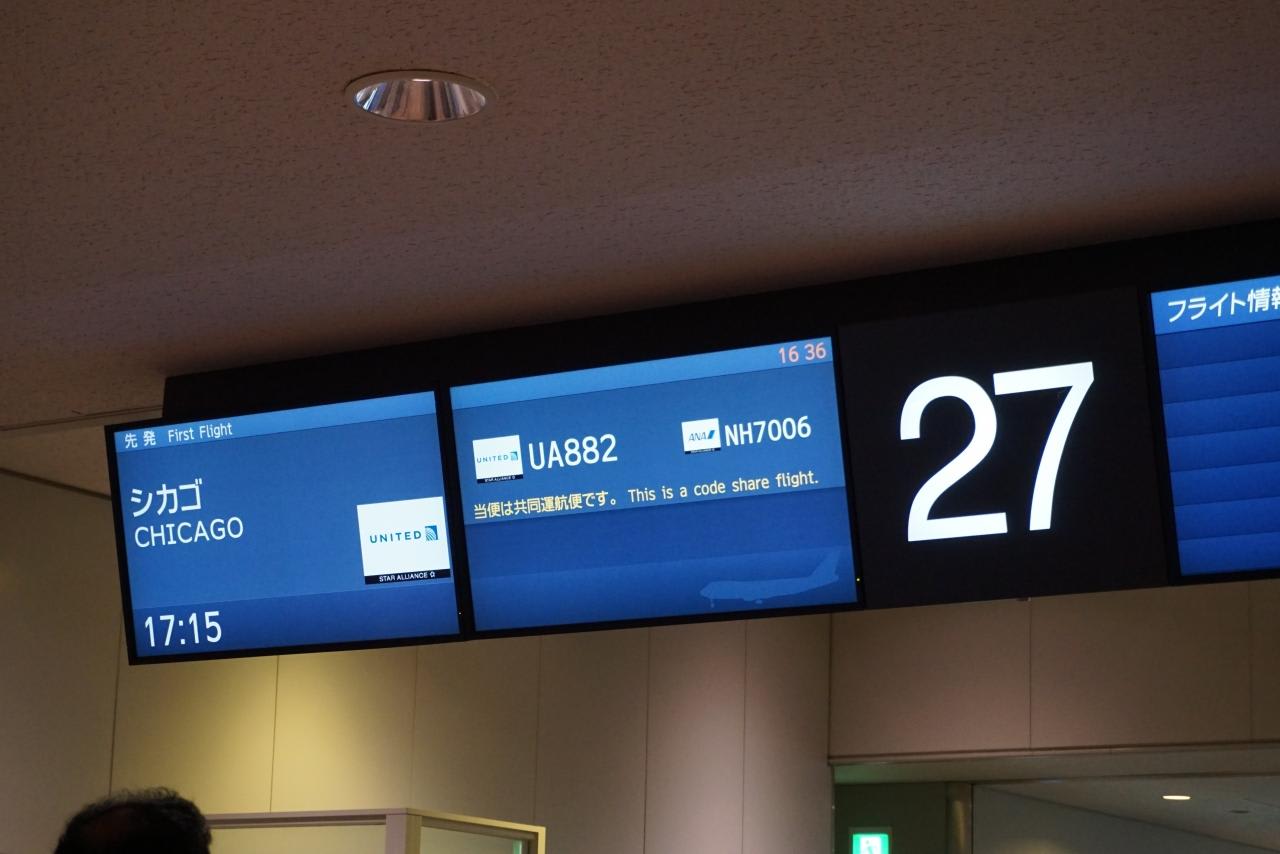 先発 First Flight
シカゴ
CHICAGO
UNITED
STAR ALLIANCE
17:15
16 36
UNITED
STAR ALLIANCE
UA882
ANA
NH7006
当便は共同運航便です。 This is a code share flight.
27
フライト情報